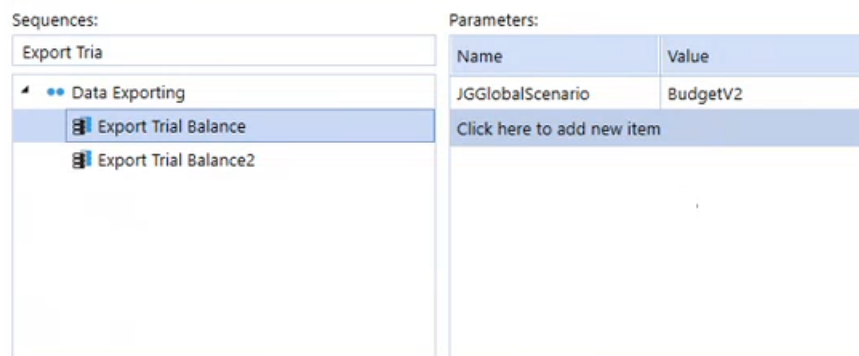 Sequences:
Export Tria
Data Exporting
Export Trial Balance
Export Trial Balance2
Parameters:
Name Value
JGGlobalScenario BudgetV2
Click here to add new item